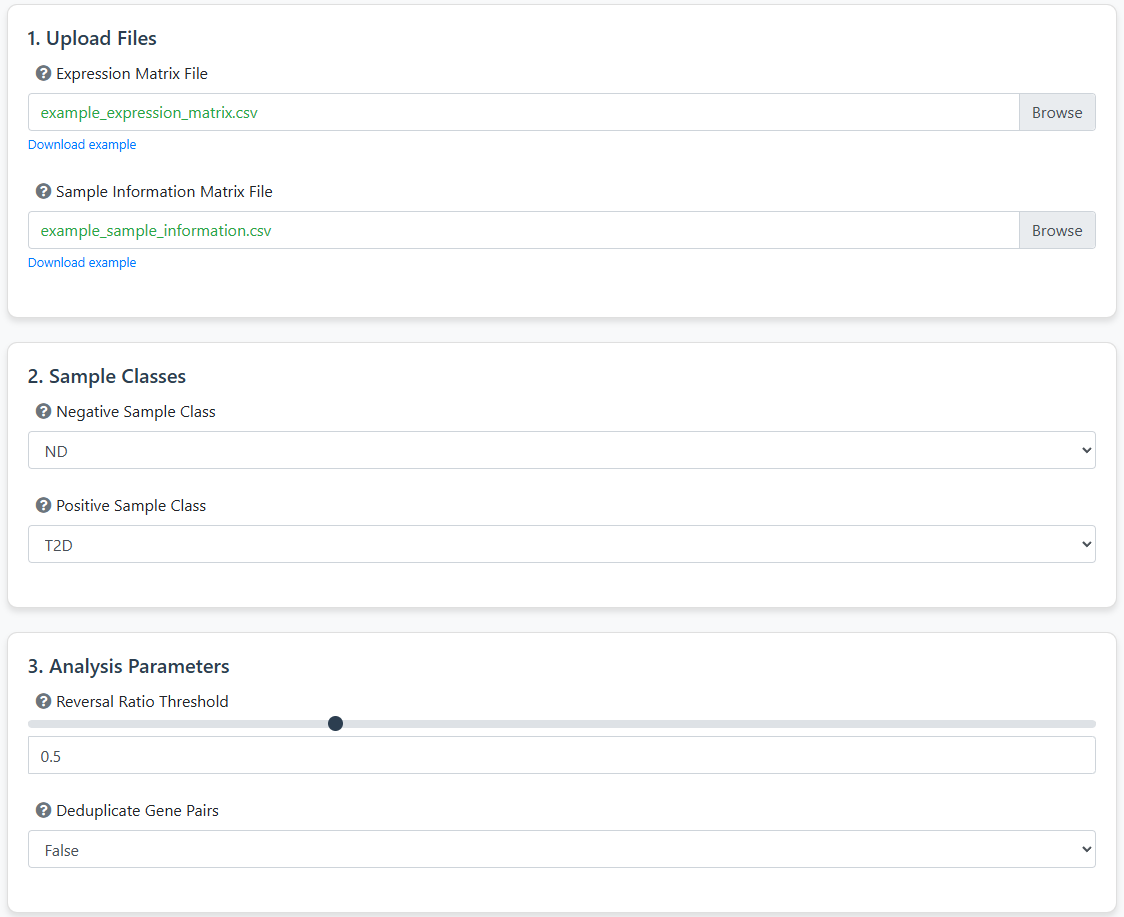 1. Upload Files
Expression Matrix File
example_expression_matrix.csv
Browse
Download example
Sample Information Matrix File
example_sample_information.csv
Browse
Download example
2. Sample Classes
Negative Sample Class
ND
Positive Sample Class
T2D
3. Analysis Parameters
Reversal Ratio Threshold
0.5
Deduplicate Gene Pairs
False